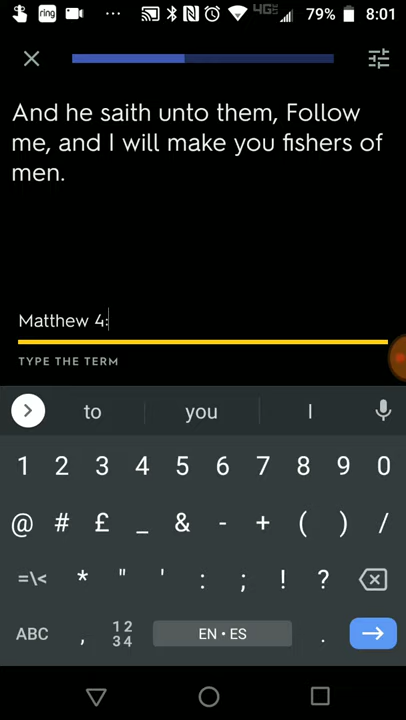 ring ... 4G LTE 79% 8:01
And he saith unto them, Follow
me, and I will make you fishers of
men.
Matthew 4:
TYPE THE TERM
to you I
1 2 3 4 5 6 7 8 9 0
@ # £ _ & - + ( ) /
=\< * " ' : ; ! ?
ABC , 12 EN • ES .
34